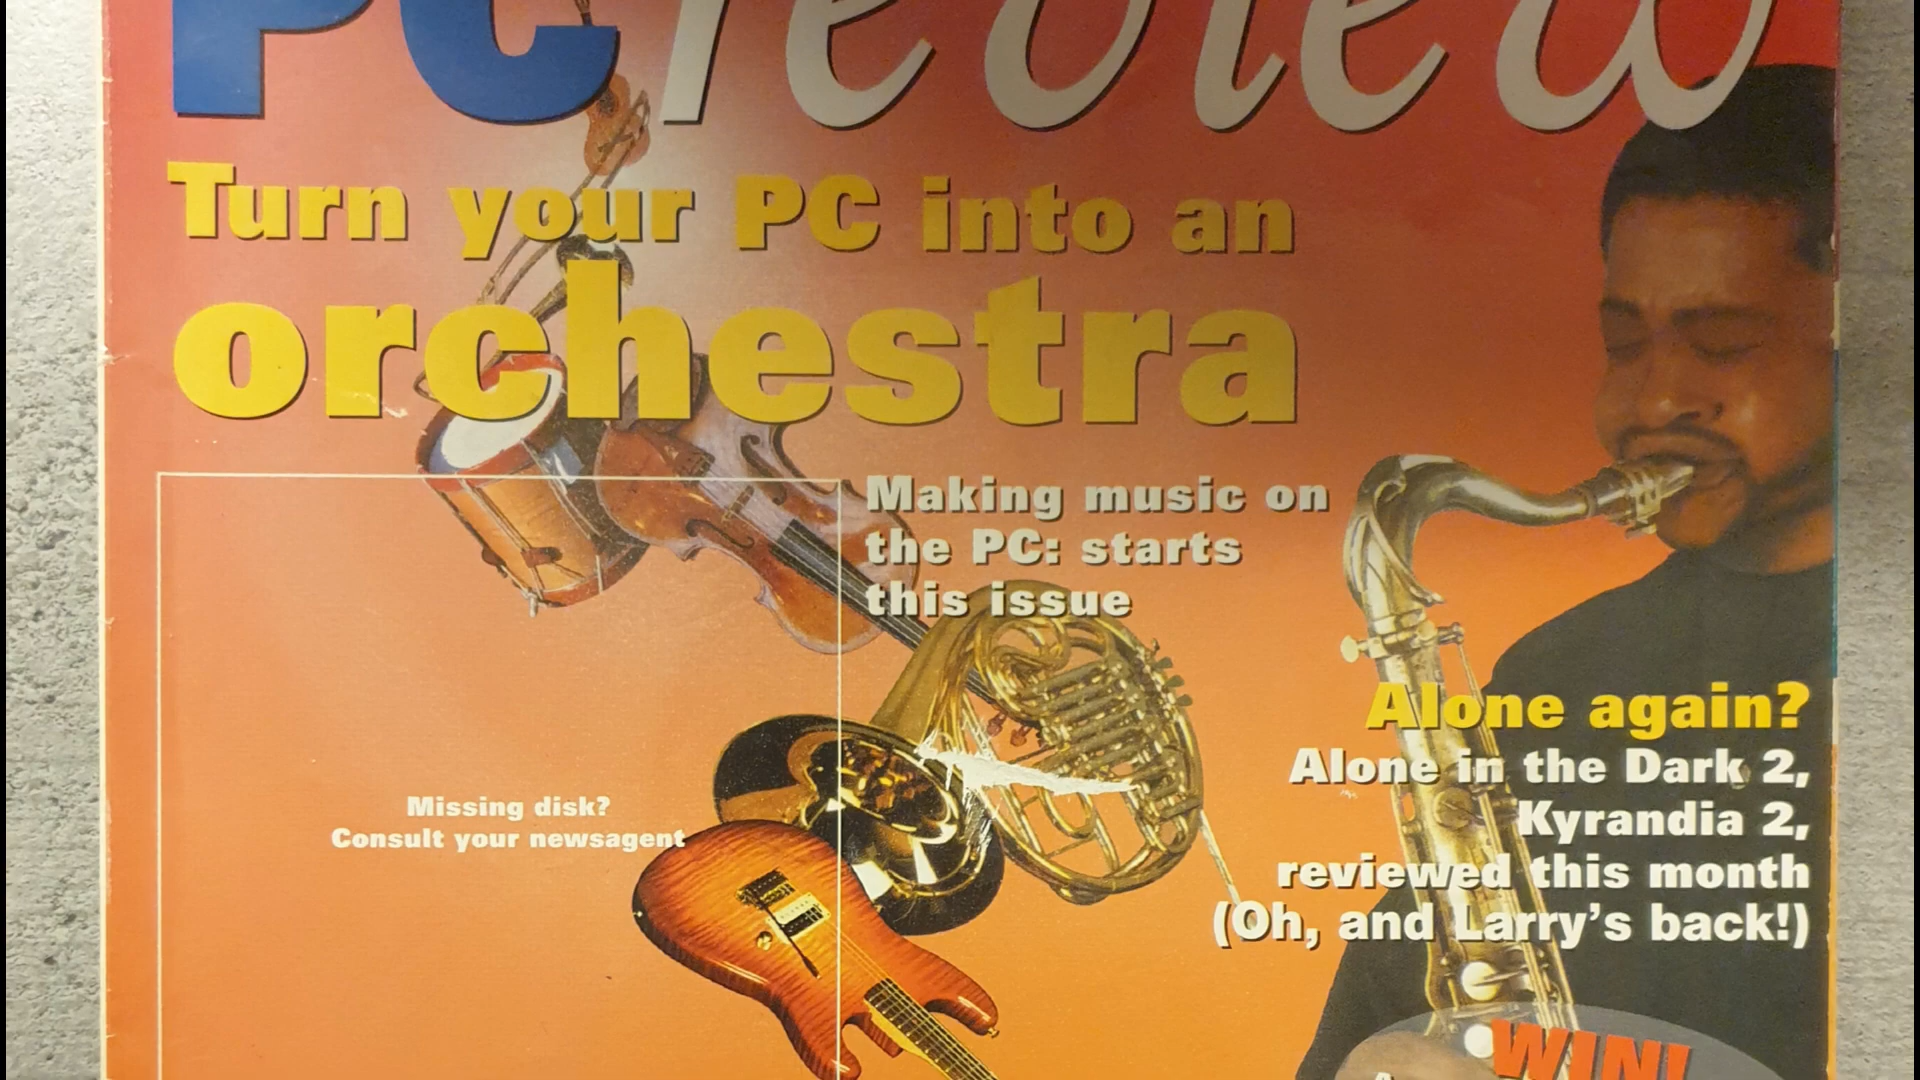 PC review
Turn your PC into an
orchestra
Making music on
the PC: starts
this issue
Missing disk?
Consult your newsagent
Alone again?
Alone in the Dark 2,
Kyrandia 2,
reviewed this month
(Oh, and Larry's back!)
WIN!